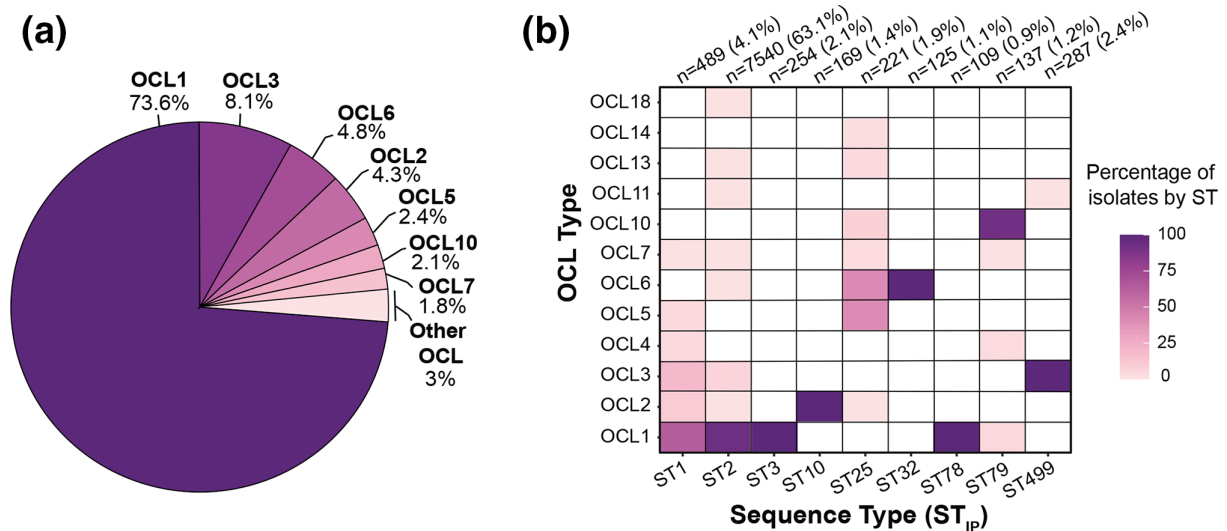 (a)
OCL1
73.6%
OCL3
8.1%
OCL6
4.8%
OCL2
4.3%
OCL5
2.4%
OCL10
2.1%
OCL7
1.8%
Other
OCL
3%
(b)
n=489 (4.1%)
n=7540 (63.1%)
n=254 (2.1%)
n=169 (1.4%)
n=221 (1.9%)
n=125 (1.1%)
n=109 (0.9%)
n=137 (1.2%)
n=287 (2.4%)
OCL Type
OCL18
OCL14
OCL13
OCL11
OCL10
OCL7
OCL6
OCL5
OCL4
OCL3
OCL2
OCL1
ST1
ST2
ST3
ST10
ST25
ST32
ST78
ST79
ST499
Sequence Type (ST_IP)
Percentage of
isolates by ST
100
75
50
25
0